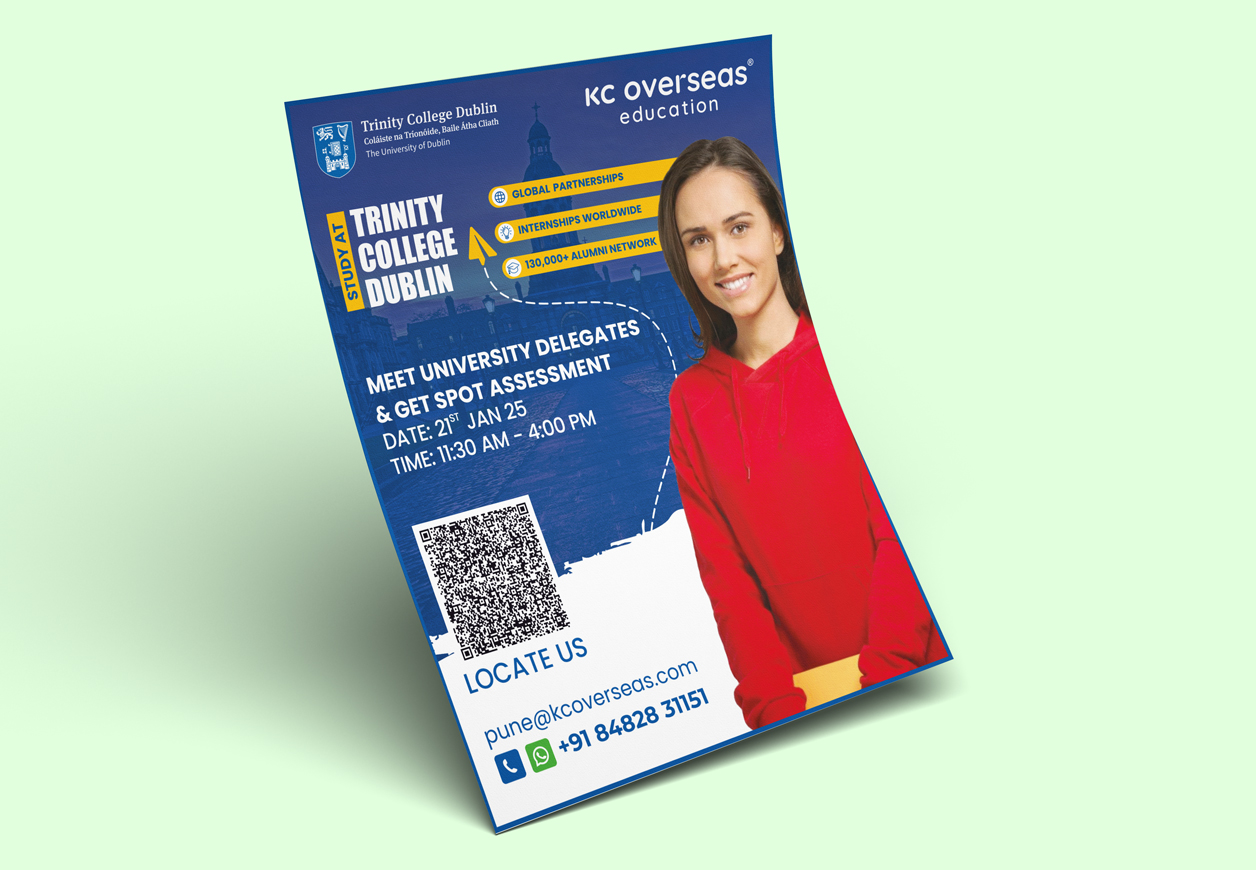 Trinity College Dublin
Coláiste na Tríonóide, Baile Átha Cliath
The University of Dublin
KC overseas®
education
STUDY AT
TRINITY
COLLEGE
DUBLIN
GLOBAL PARTNERSHIPS
INTERNSHIPS WORLDWIDE
130,000+ ALUMNI NETWORK
MEET UNIVERSITY DELEGATES
& GET SPOT ASSESSMENT
DATE: 21ST JAN 25
TIME: 11:30 AM - 4:00 PM
LOCATE US
pune@kcoverseas.com
+91 84828 31151